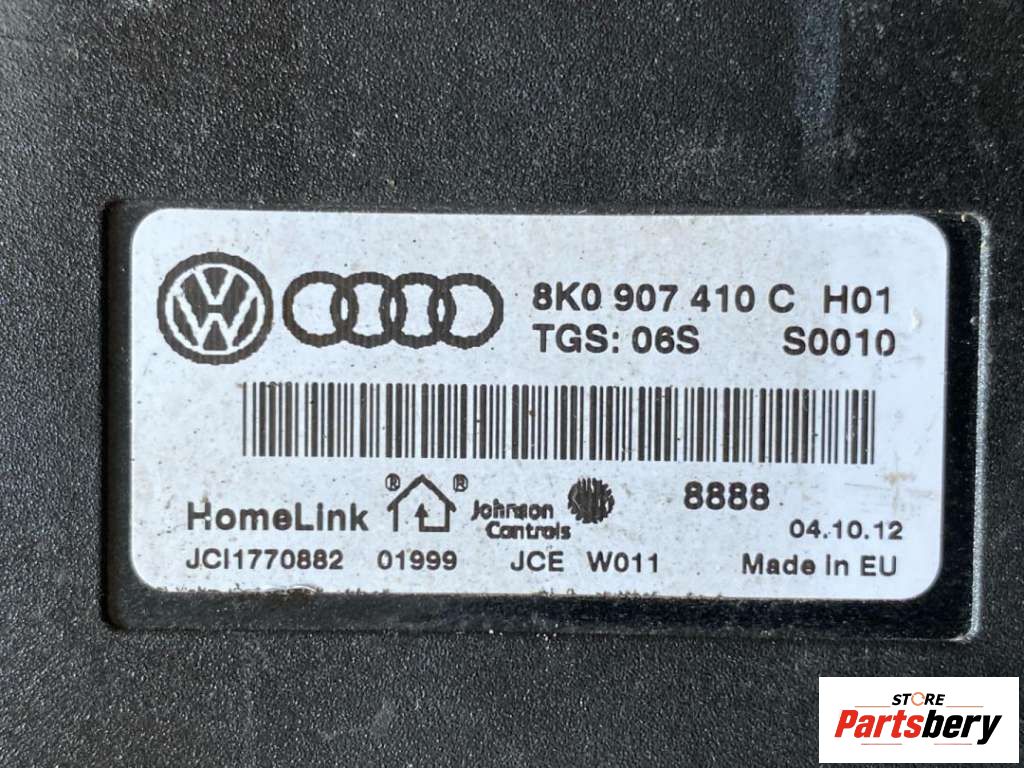 8K0 907 410 C H01
TGS: 06S S0010
HomeLink ® ® Johnson Controls 8888
04.10.12
JCI1770882 01999 JCE W011 Made in EU
STORE
Partsbery